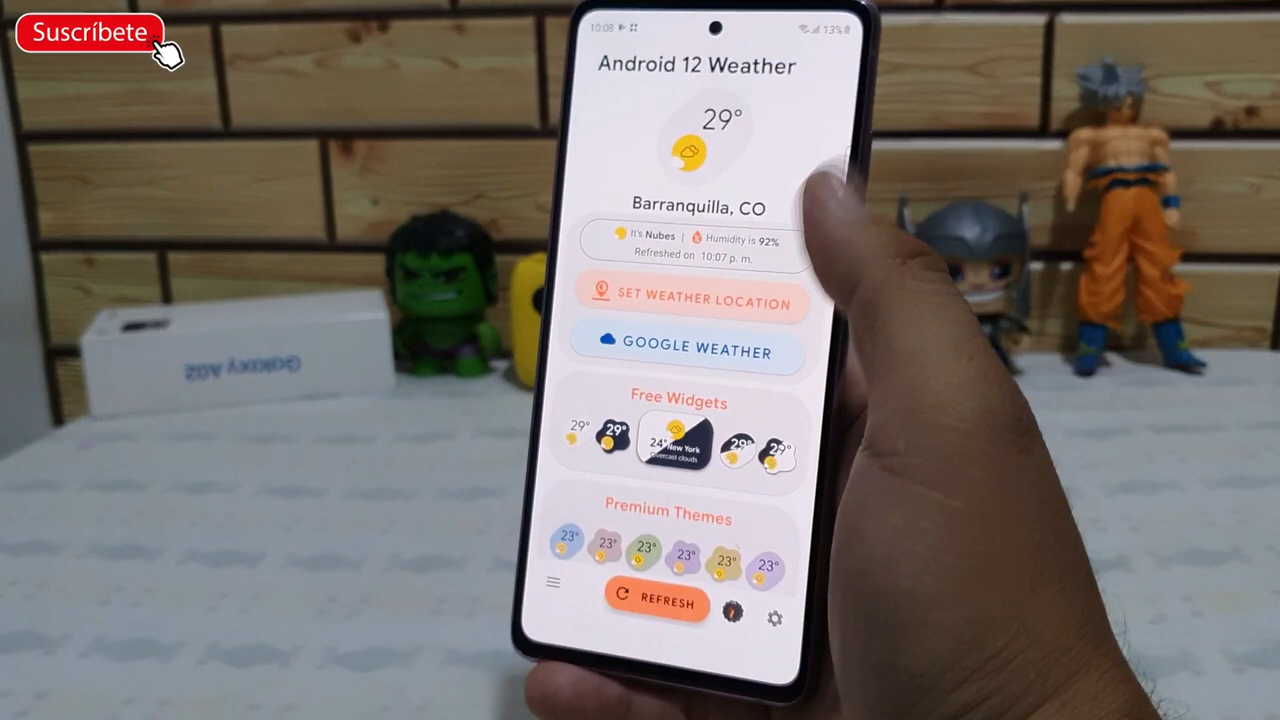 Suscríbete
10:08
13%
Android 12 Weather
29°
Barranquilla, CO
It's Nubes | Humidity is 92%
Refreshed on 10:07 p. m.
SET WEATHER LOCATION
GOOGLE WEATHER
Free Widgets
29°
29°
24° New York
Overcast clouds
29°
29°
Premium Themes
23°
23°
23°
23°
23°
23°
REFRESH
Galaxy A02